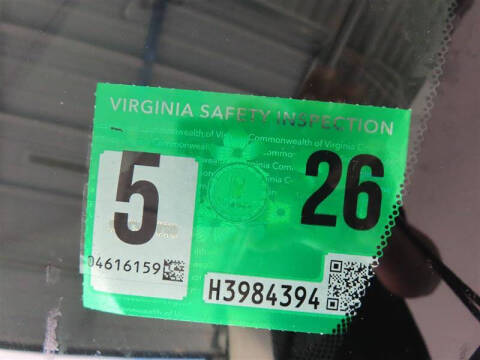 VIRGINIA SAFETY INSPECTION
5 26
04616159
H3984394